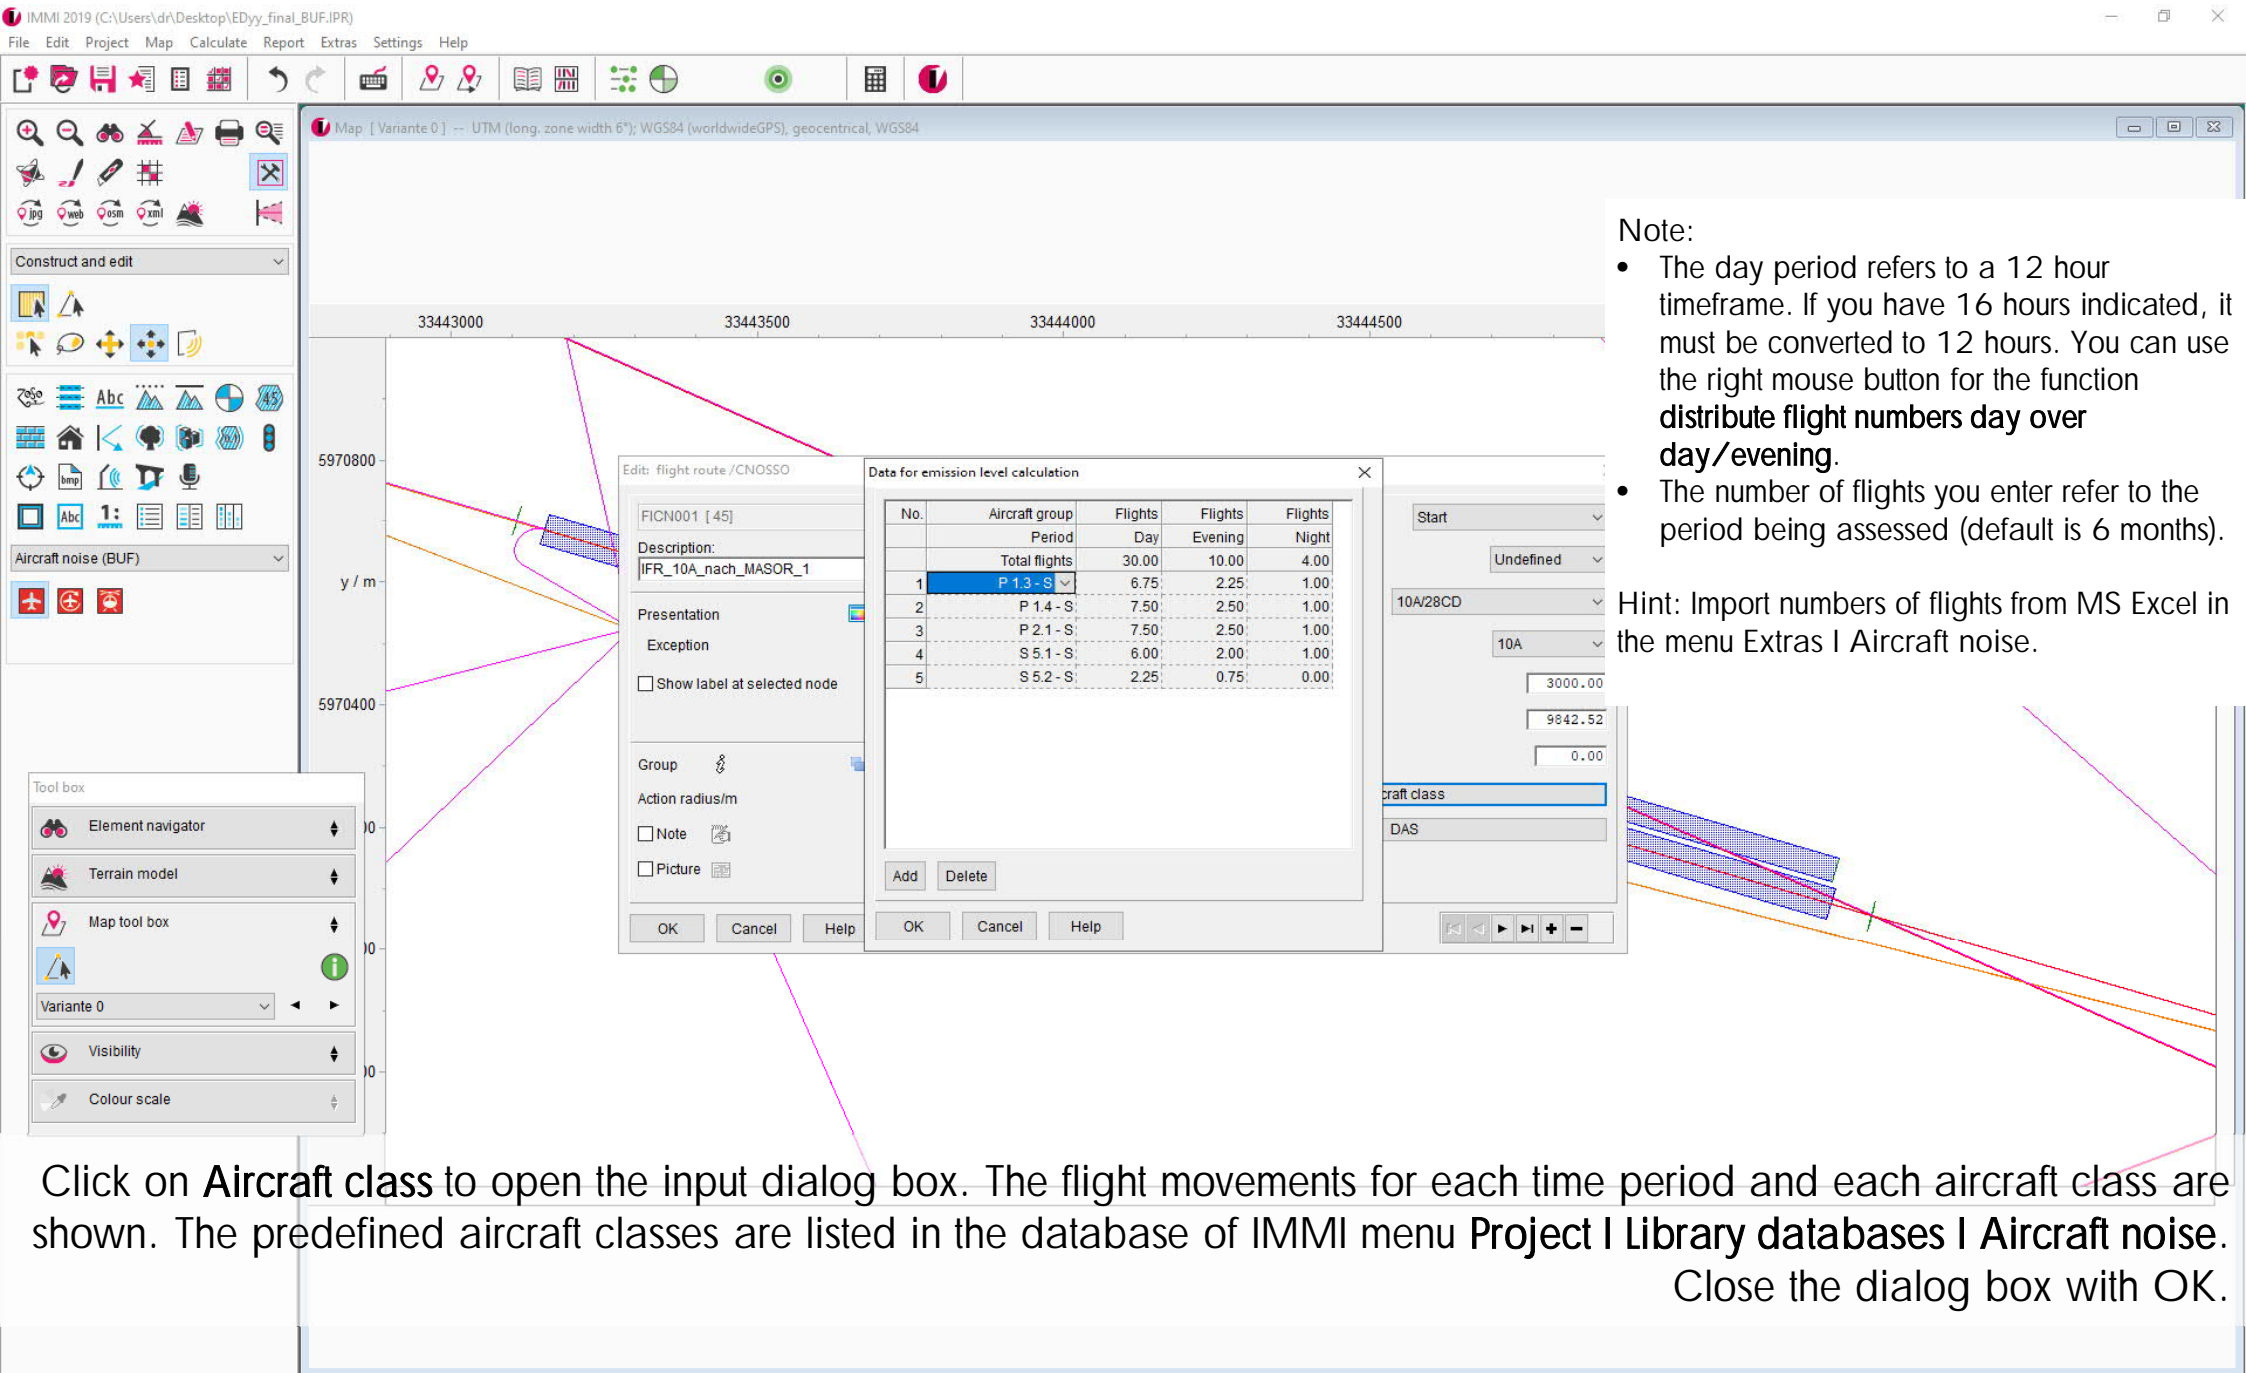 IMMI 2019 (C:\Users\dr\Desktop\EDyy_final_BUF.IPR)
File Edit Project Map Calculate Report Extras Settings Help
Map [ Variante 0 ] -- UTM (long. zone width 6°); WGS84 (worldwideGPS), geocentrical, WGS84
jpg web osm xml
Construct and edit
Abc 45
bmp
Abc 1:
Aircraft noise (BUF)
33443000 33443500 33444000 33444500
5970800
y / m
5970400
00
00
00
Tool box
Element navigator
Terrain model
Map tool box
Variante 0
Visibility
Colour scale
Edit: flight route /CNOSSO
FlCN001 [ 45]
Description:
IFR_10A_nach_MASOR_1
Presentation
Exception
Show label at selected node
Group
Action radius/m
Note
Picture
OK Cancel Help
Data for emission level calculation
No. Aircraft group Flights Flights Flights
Period Day Evening Night
Total flights 30.00 10.00 4.00
1 P 1.3 - S 6.75 2.25 1.00
2 P 1.4 - S 7.50 2.50 1.00
3 P 2.1 - S 7.50 2.50 1.00
4 S 5.1 - S 6.00 2.00 1.00
5 S 5.2 - S 2.25 0.75 0.00
Add Delete
OK Cancel Help
Start
Undefined
10A/28CD
10A
3000.00
9842.52
0.00
craft class
DAS
Note:
• The day period refers to a 12 hour
timeframe. If you have 16 hours indicated, it
must be converted to 12 hours. You can use
the right mouse button for the function
distribute flight numbers day over
day/evening.
• The number of flights you enter refer to the
period being assessed (default is 6 months).
Hint: Import numbers of flights from MS Excel in
the menu Extras I Aircraft noise.
Click on Aircraft class to open the input dialog box. The flight movements for each time period and each aircraft class are
shown. The predefined aircraft classes are listed in the database of IMMI menu Project I Library databases I Aircraft noise.
Close the dialog box with OK.